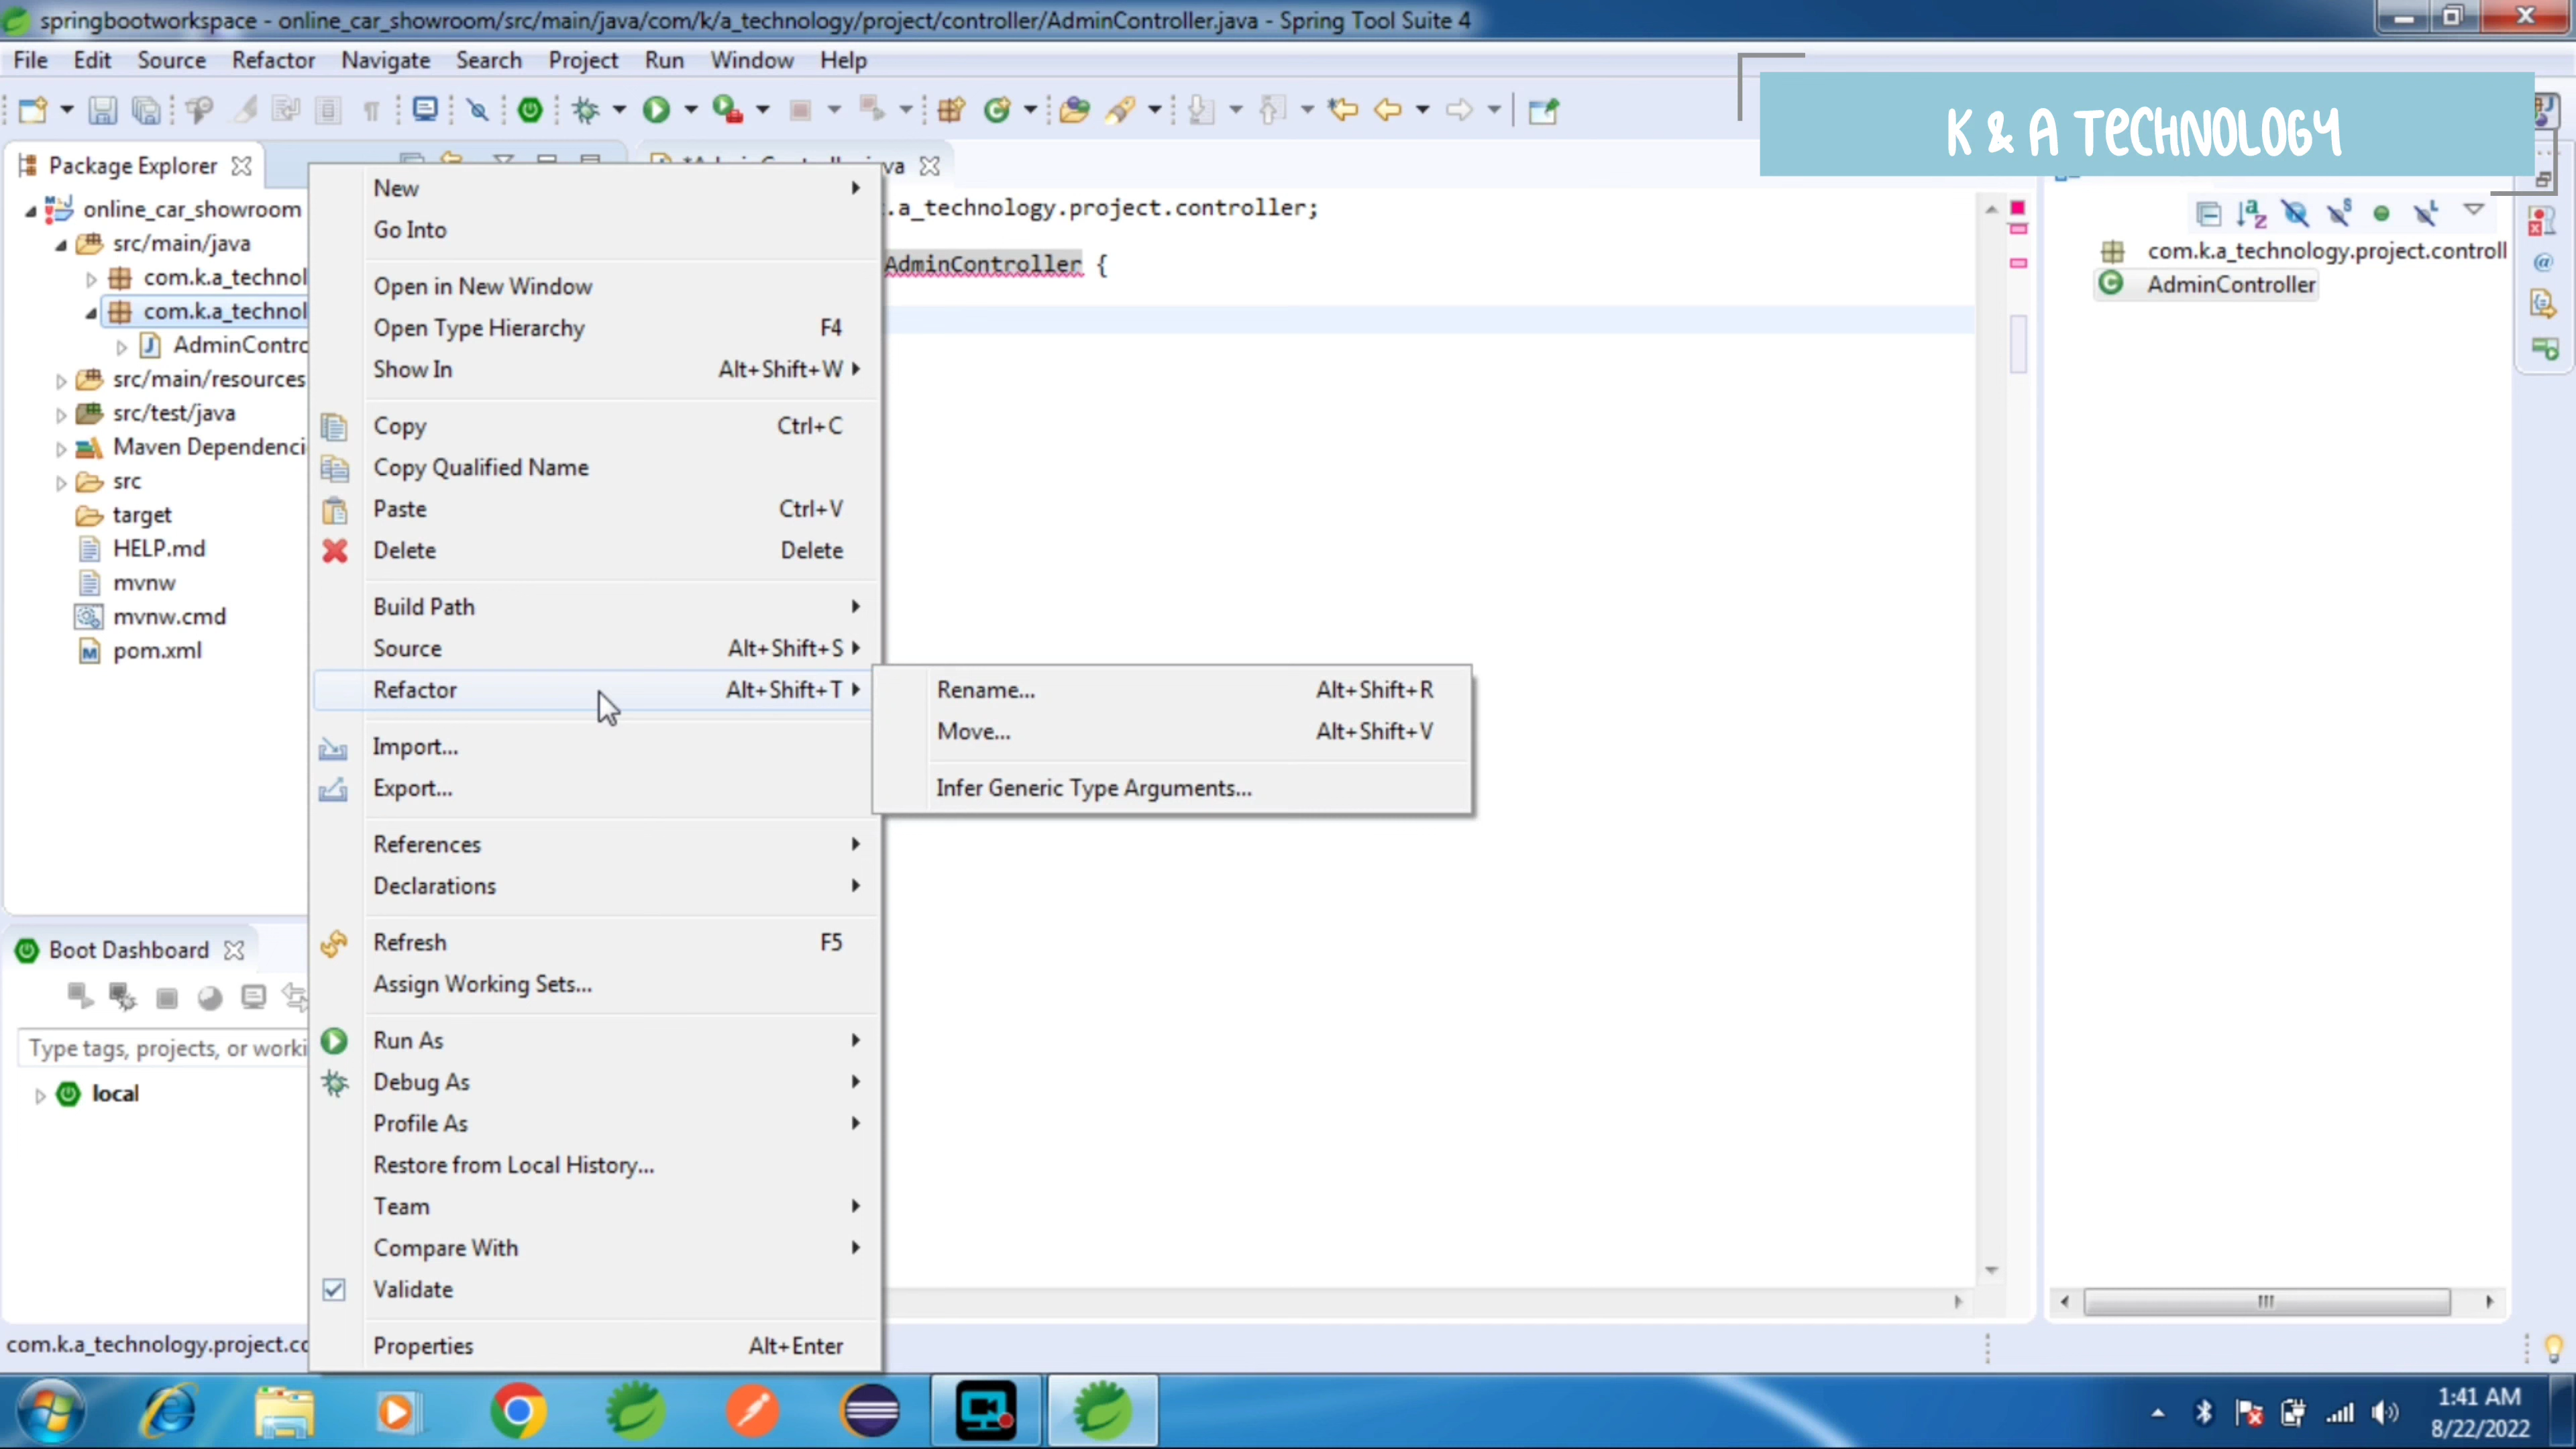 springbootworkspace - online_car_showroom/src/main/java/com/k/a_technology/project/controller/AdminController.java - Spring Tool Suite 4
File Edit Source Refactor Navigate Search Project Run Window Help
K & A TECHNOLOGY
Package Explorer
online_car_showroom
src/main/java
com.k.a_technol
com.k.a_technol
AdminContro
src/main/resources
src/test/java
Maven Dependenci
src
target
HELP.md
mvnw
mvnw.cmd
pom.xml
Boot Dashboard
Type tags, projects, or worki
local
com.k.a_technology.project.co
New
Go Into
Open in New Window
Open Type Hierarchy F4
Show In Alt+Shift+W
Copy Ctrl+C
Copy Qualified Name
Paste Ctrl+V
Delete Delete
Build Path
Source Alt+Shift+S
Refactor Alt+Shift+T
Import...
Export...
References
Declarations
Refresh F5
Assign Working Sets...
Run As
Debug As
Profile As
Restore from Local History...
Team
Compare With
Validate
Properties Alt+Enter
Rename... Alt+Shift+R
Move... Alt+Shift+V
Infer Generic Type Arguments...
.a_technology.project.controller;
AdminController {
com.k.a_technology.project.controll
AdminController
1:41 AM
8/22/2022